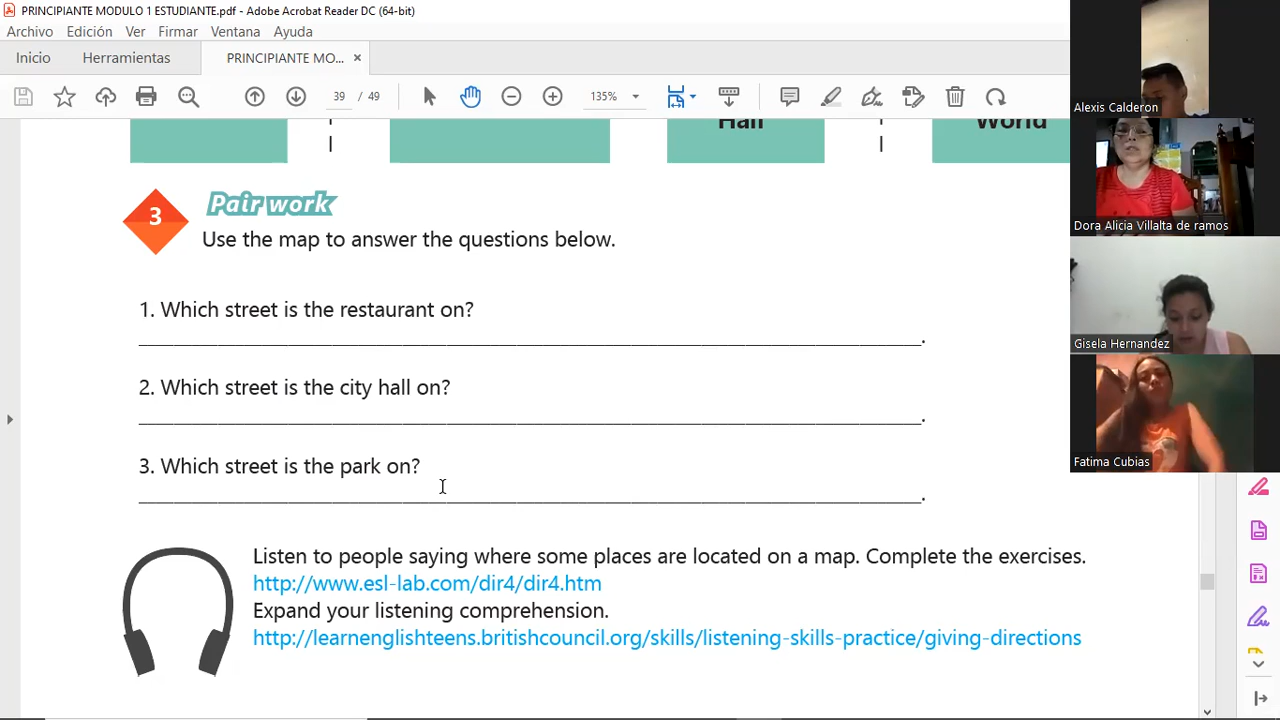 PRINCIPIANTE MODULO 1 ESTUDIANTE.pdf - Adobe Acrobat Reader DC (64-bit)
Archivo Edición Ver Firmar Ventana Ayuda
Inicio Herramientas PRINCIPIANTE MO... ×
39 / 49 135%
Hall World
3 Pair work
Use the map to answer the questions below.
1. Which street is the restaurant on?
.
2. Which street is the city hall on?
.
3. Which street is the park on?
.
Listen to people saying where some places are located on a map. Complete the exercises.
http://www.esl-lab.com/dir4/dir4.htm
Expand your listening comprehension.
http://learnenglishteens.britishcouncil.org/skills/listening-skills-practice/giving-directions
Alexis Calderon
Dora Alicia Villalta de ramos
Gisela Hernandez
Fatima Cubias